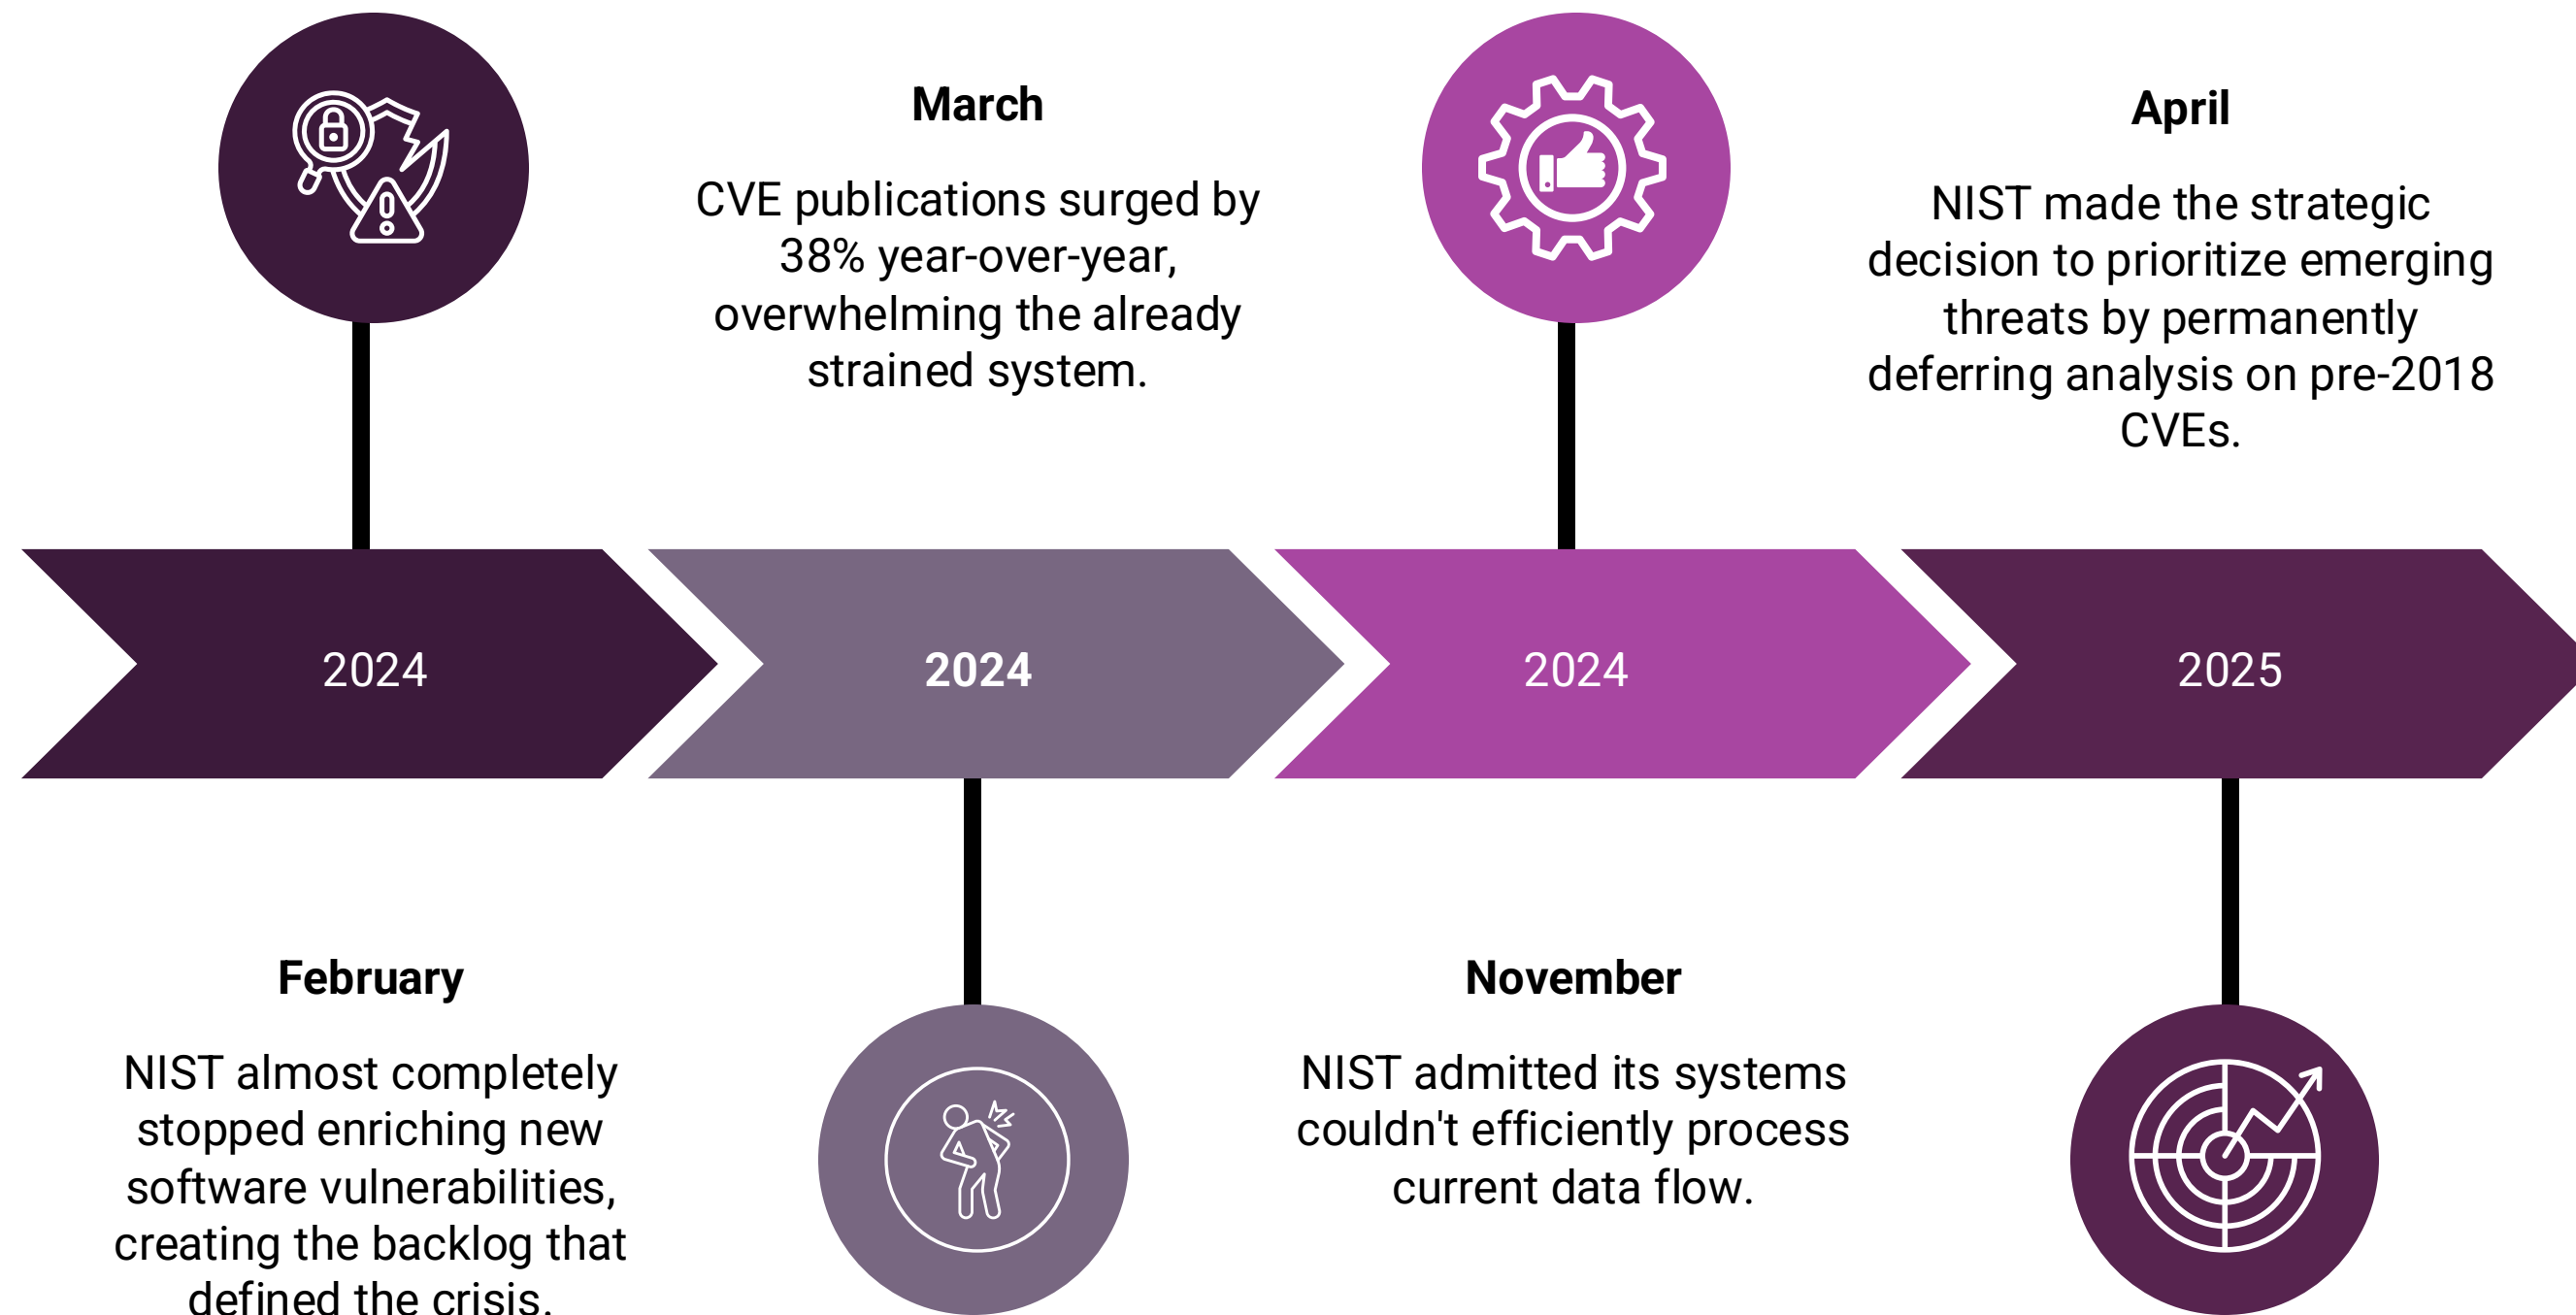 March
CVE publications surged by
38% year-over-year,
overwhelming the already
strained system.
April
NIST made the strategic
decision to prioritize emerging
threats by permanently
deferring analysis on pre-2018
CVEs.
2024
2024
2024
2025
February
NIST almost completely
stopped enriching new
software vulnerabilities,
creating the backlog that
defined the crisis.
November
NIST admitted its systems
couldn't efficiently process
current data flow.